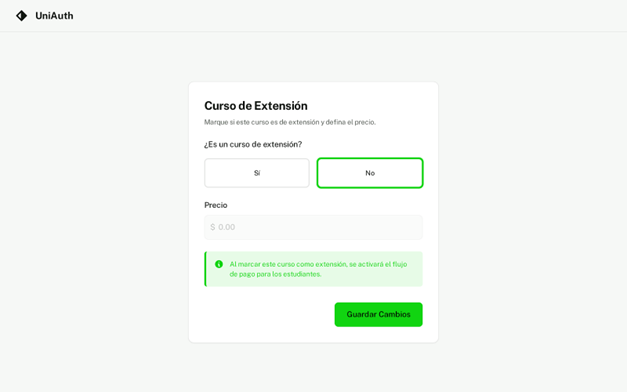 UniAuth
Curso de Extensión
Marque si este curso es de extensión y defina el precio.
¿Es un curso de extensión?
Sí
No
Precio
$ 0.00
Al marcar este curso como extensión, se activará el flujo
de pago para los estudiantes.
Guardar Cambios